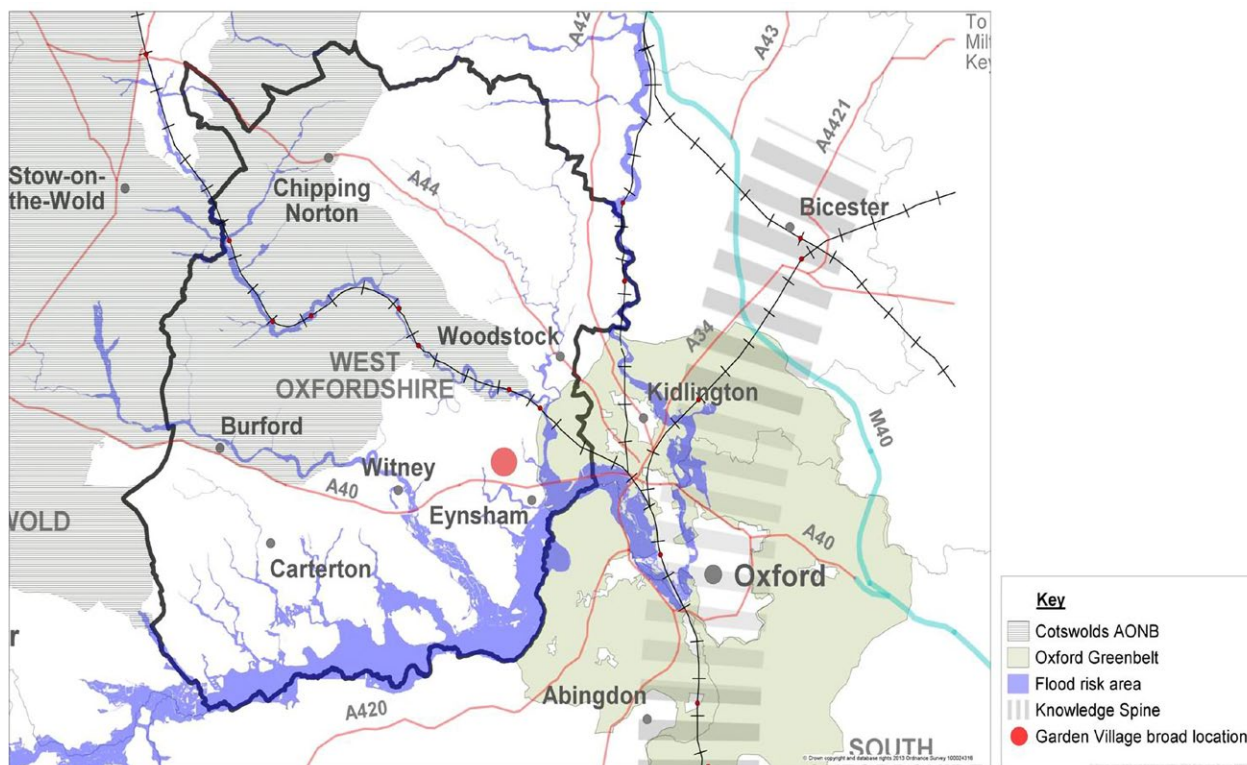 A42
A43
To
Milt
Key
A4421
Stow-on-
the-Wold
Chipping
Norton
A44
Bicester
Woodstock
A34
WEST
OXFORDSHIRE
Kidlington
M40
Burford
Witney
A40
Eynsham
WOLD
A40
Carterton
Oxford
r
Abingdon
A420
SOUTH
© Crown copyright and database rights 2013 Ordnance Survey 100024316
Key
Cotswolds AONB
Oxford Greenbelt
Flood risk area
Knowledge Spine
Garden Village broad location